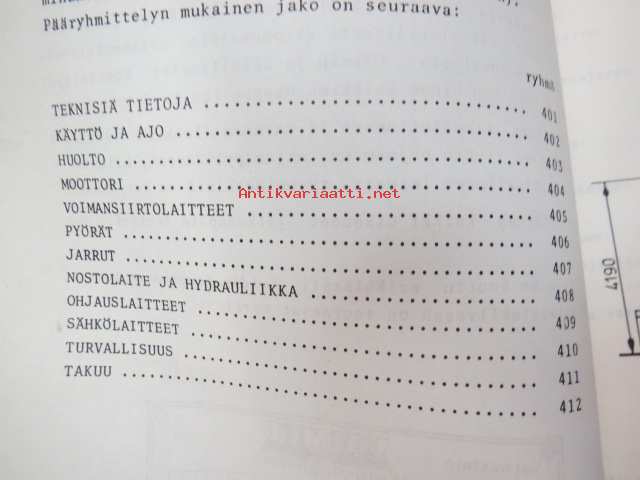 Pääryhmittelyn mukainen jako on seuraava:
ryhmä
TEKNISIÄ TIETOJA 401
KÄYTTÖ JA AJO 402
HUOLTO 403
MOOTTORI 404
Antikvariaatti.net
VOIMANSIIRTOLAITTEET 405
PYÖRÄT 406
JARRUT 407
NOSTOLAITE JA HYDRAULIIKKA 408
OHJAUSLAITTEET 409
SÄHKÖLAITTEET 410
TURVALLISUUS 411
TAKUU 412
4190